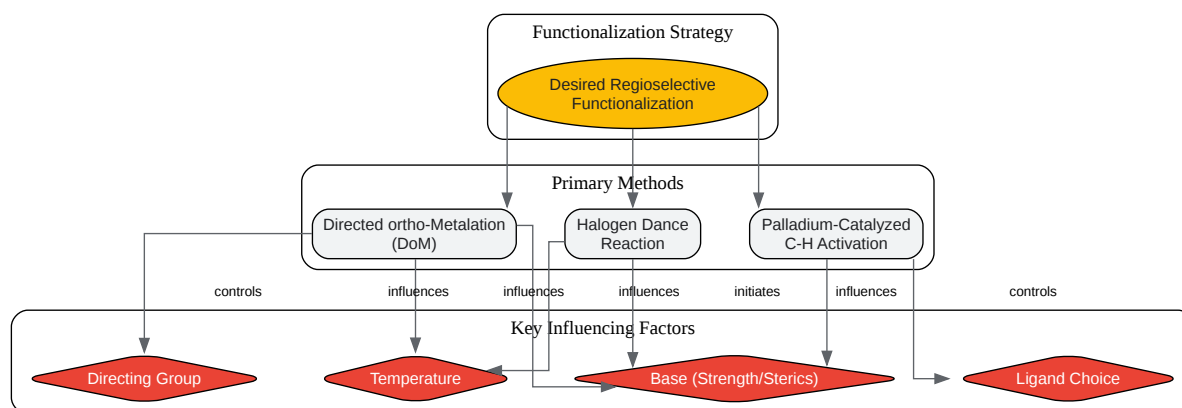 Functionalization Strategy
Desired Regioselective
Functionalization
Primary Methods
Directed ortho-Metalation
(DoM)
Halogen Dance
Reaction
Palladium-Catalyzed
C-H Activation
controls
influences
influences
influences
initiates
influences
controls
Key Influencing Factors
Directing Group
Temperature
Base (Strength/Sterics)
Ligand Choice